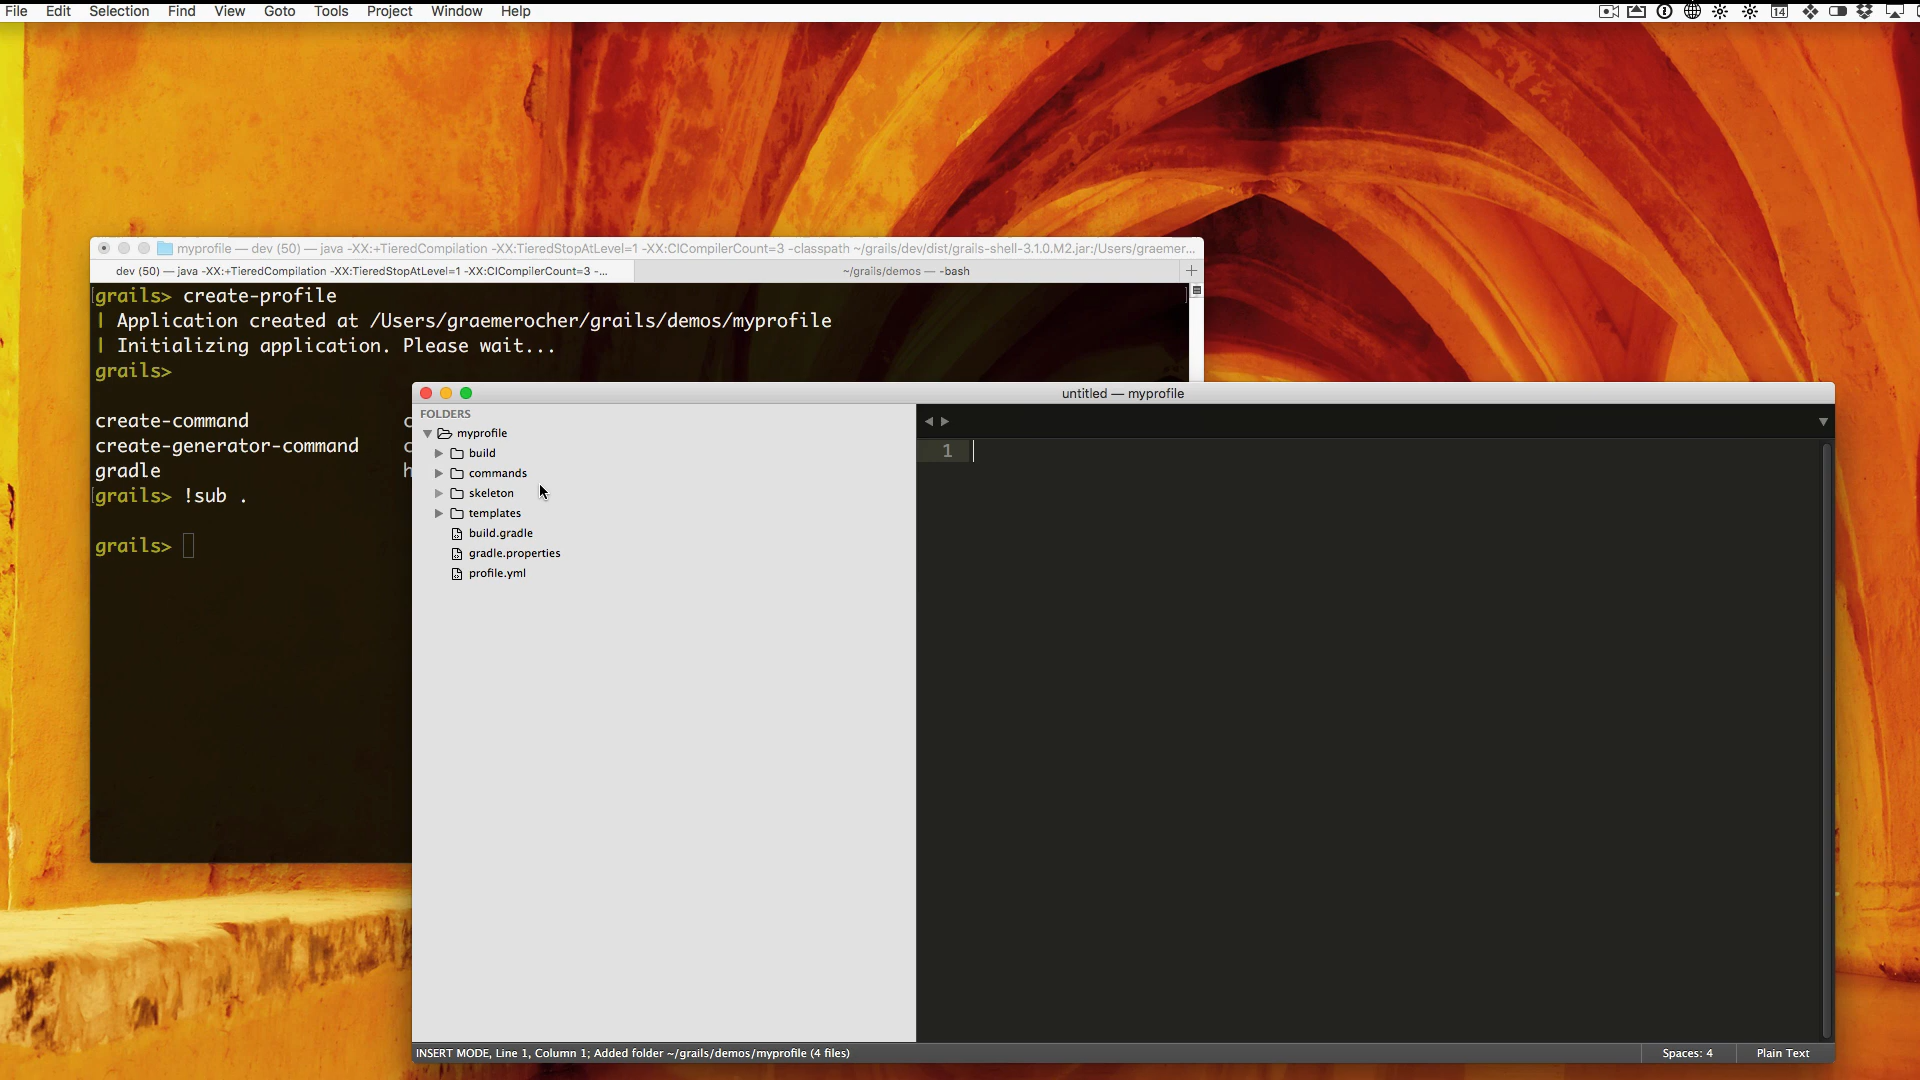 File Edit Selection Find View Goto Tools Project Window Help
14
myprofile — dev (50) — java -XX:+TieredCompilation -XX:TieredStopAtLevel=1 -XX:CICompilerCount=3 -classpath ~/grails/dev/dist/grails-shell-3.1.0.M2.jar:/Users/graemer...
dev (50) — java -XX:+TieredCompilation -XX:TieredStopAtLevel=1 -XX:CICompilerCount=3 -...
~/grails/demos — -bash
grails> create-profile
| Application created at /Users/graemerocher/grails/demos/myprofile
| Initializing application. Please wait...
grails>
create-command c
create-generator-command c
gradle h
grails> !sub .
grails>
untitled — myprofile
FOLDERS
myprofile
build
commands
skeleton
templates
build.gradle
gradle.properties
profile.yml
1
INSERT MODE, Line 1, Column 1; Added folder ~/grails/demos/myprofile (4 files)
Spaces: 4
Plain Text